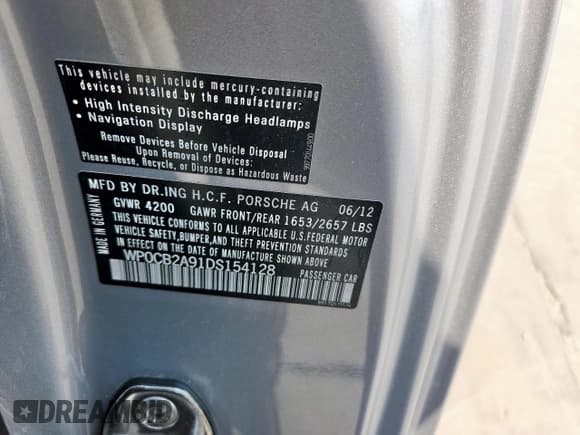 This vehicle may include mercury-containing
devices installed by the manufacturer:
• High Intensity Discharge Headlamps
• Navigation Display
Remove Devices Before Vehicle Disposal
Upon Removal of Devices:
Please Reuse, Recycle, or Dispose as Hazardous Waste
MADE IN GERMANY
MFD BY DR.ING H.C.F. PORSCHE AG 06/12
GVWR 4200 GAWR FRONT/REAR 1653/2657 LBS
THIS VEHICLE CONFORMS TO ALL APPLICABLE U.S.FEDERAL MOTOR
VEHICLE SAFETY,BUMPER,AND THEFT PREVENTION STANDARDS
IN EFFECT ON THE DATE OF MANUFACTURE SHOWN ABOVE
WP0CB2A91DS154128 PASSENGER CAR
DREAMBID